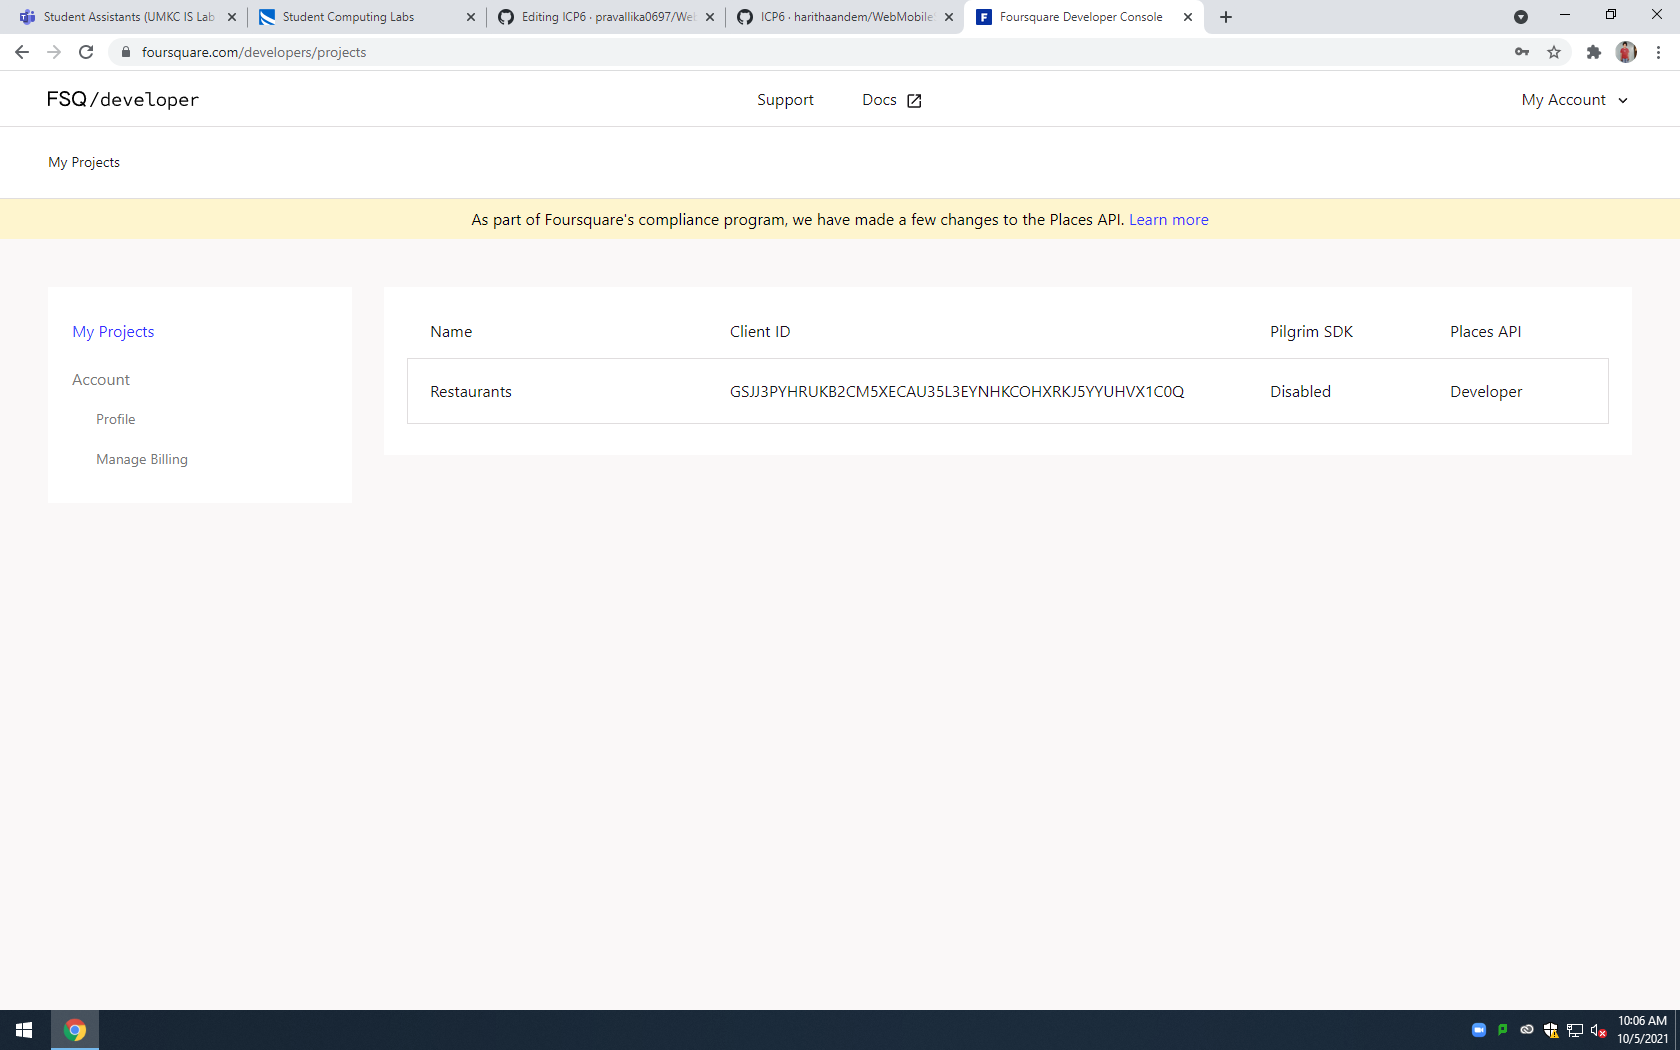 Student Assistants (UMKC IS Lab
Student Computing Labs
Editing ICP6 · pravallika0697/We
ICP6 · harithaandem/WebMobile
Foursquare Developer Console
foursquare.com/developers/projects
FSQ/developer
Support
Docs
My Account
My Projects
As part of Foursquare's compliance program, we have made a few changes to the Places API. Learn more
My Projects
Account
Profile
Manage Billing
Name Client ID Pilgrim SDK Places API
Restaurants GSJJ3PYHRUKB2CM5XECAU35L3EYNHKCOHXRKJ5YYUHVX1C0Q Disabled Developer
10:06 AM
10/5/2021